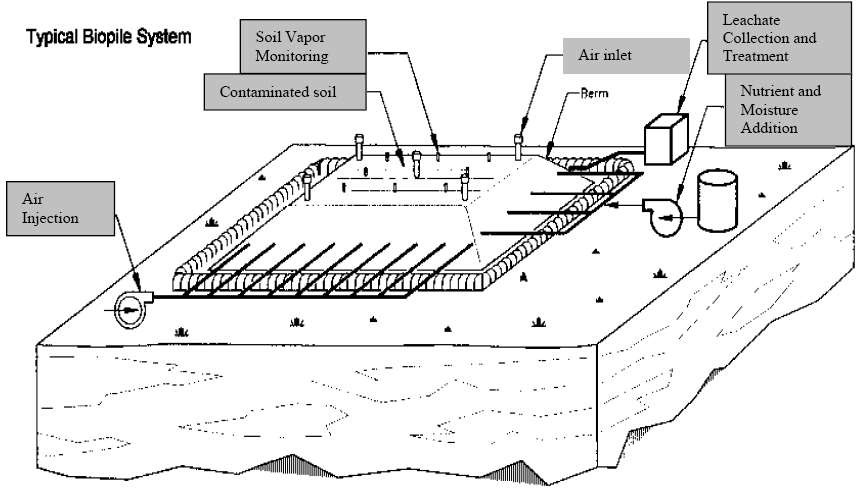 Typical Biopile System
Soil Vapor
Monitoring
Contaminated soil
Air inlet
Berm
Leachate
Collection and
Treatment
Nutrient and
Moisture
Addition
Air
Injection